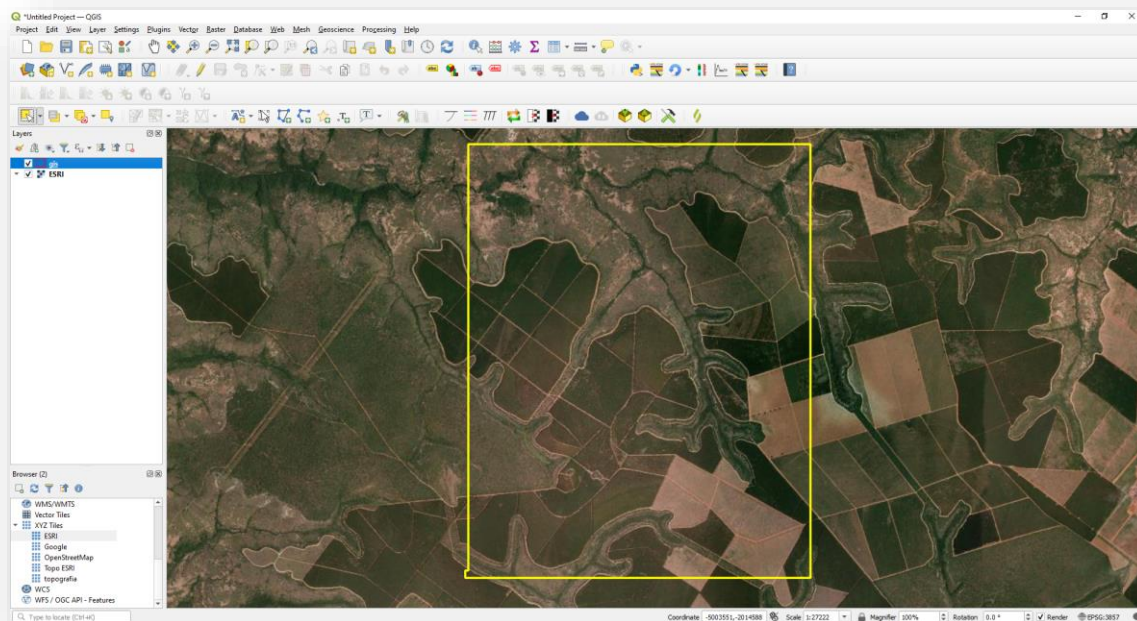 *Untitled Project — QGIS
Project Edit View Layer Settings Plugins Vector Raster Database Web Mesh Geoscience Processing Help
Layers
gis
ESRI
Browser (2)
WMS/WMTS
Vector Tiles
XYZ Tiles
ESRI
Google
OpenStreetMap
Topo ESRI
topografia
WCS
WFS / OGC API - Features
Type to locate (Ctrl+K)
Coordinate -5003551,-2014588 Scale 1:27222 Magnifier 100% Rotation 0.0 ° Render EPSG:3857